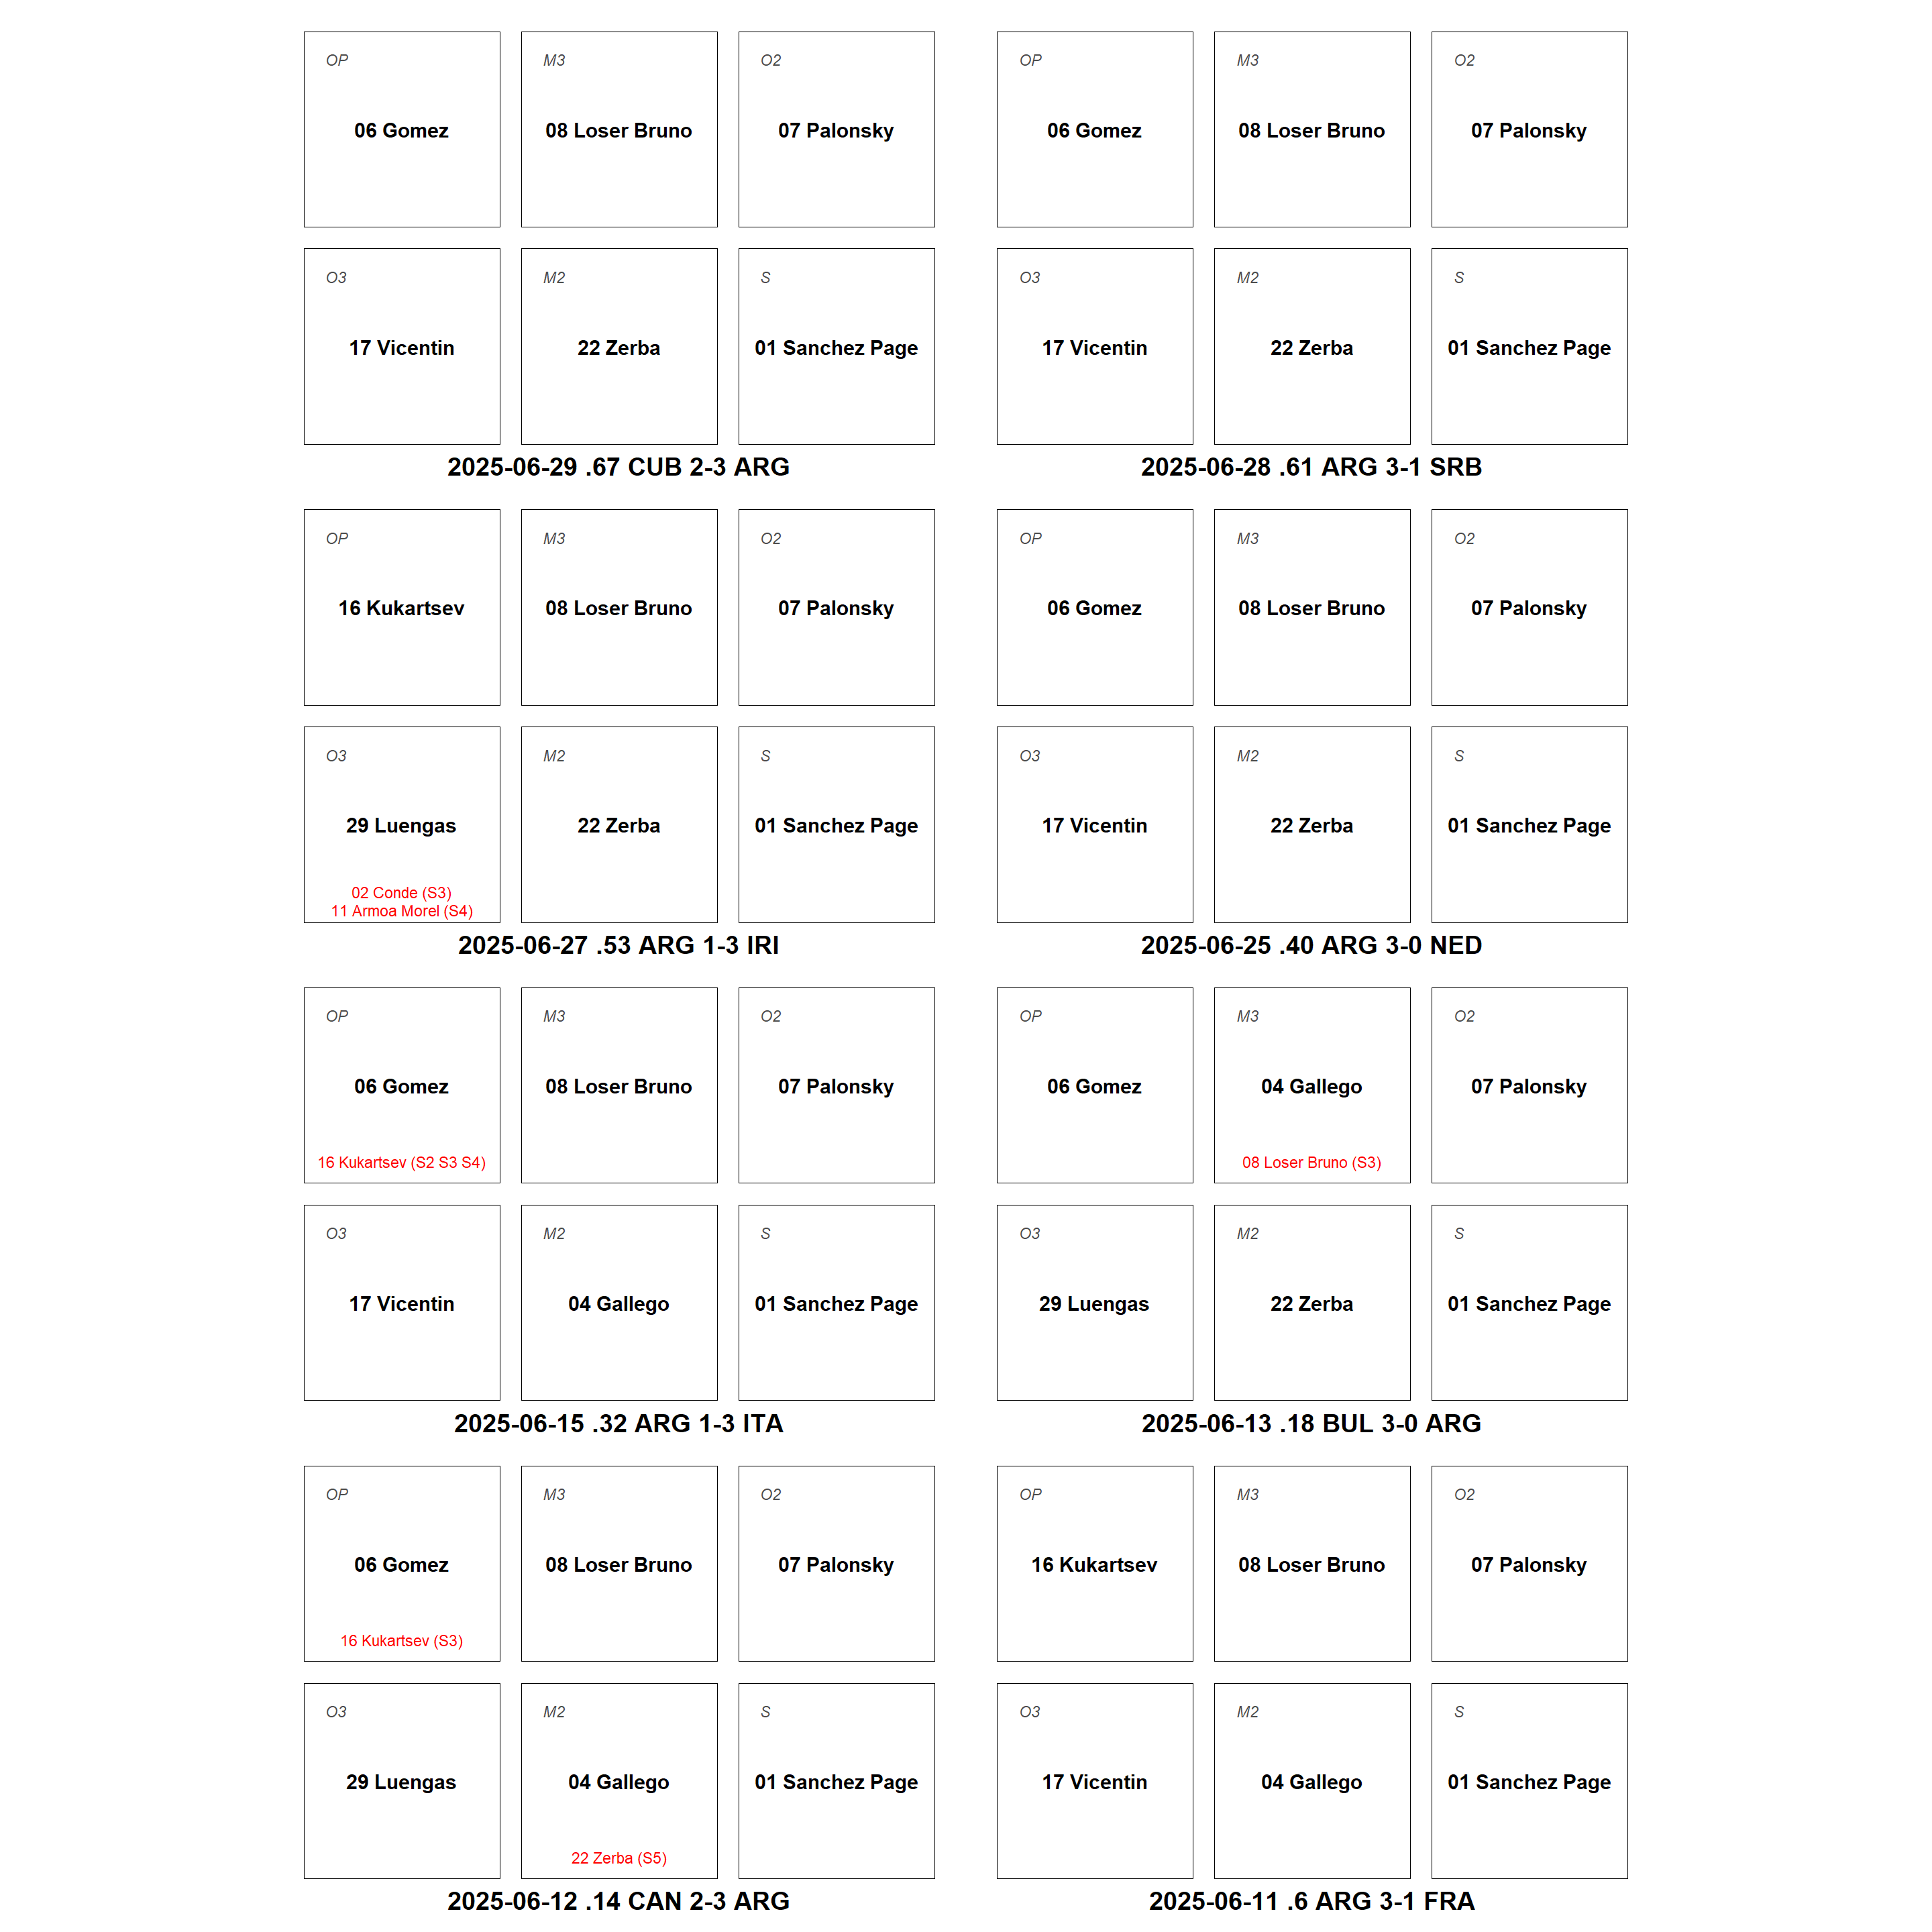 OP
M3
O2
06 Gomez
08 Loser Bruno
07 Palonsky
O3
M2
S
17 Vicentin
22 Zerba
01 Sanchez Page
2025-06-29 .67 CUB 2-3 ARG
OP
M3
O2
06 Gomez
08 Loser Bruno
07 Palonsky
O3
M2
S
17 Vicentin
22 Zerba
01 Sanchez Page
2025-06-28 .61 ARG 3-1 SRB
OP
M3
O2
16 Kukartsev
08 Loser Bruno
07 Palonsky
O3
M2
S
29 Luengas
22 Zerba
01 Sanchez Page
02 Conde (S3)
11 Armoa Morel (S4)
2025-06-27 .53 ARG 1-3 IRI
OP
M3
O2
06 Gomez
08 Loser Bruno
07 Palonsky
O3
M2
S
17 Vicentin
22 Zerba
01 Sanchez Page
2025-06-25 .40 ARG 3-0 NED
OP
M3
O2
06 Gomez
08 Loser Bruno
07 Palonsky
16 Kukartsev (S2 S3 S4)
O3
M2
S
17 Vicentin
04 Gallego
01 Sanchez Page
2025-06-15 .32 ARG 1-3 ITA
OP
M3
O2
06 Gomez
04 Gallego
07 Palonsky
08 Loser Bruno (S3)
O3
M2
S
29 Luengas
22 Zerba
01 Sanchez Page
2025-06-13 .18 BUL 3-0 ARG
OP
M3
O2
06 Gomez
08 Loser Bruno
07 Palonsky
16 Kukartsev (S3)
O3
M2
S
29 Luengas
04 Gallego
01 Sanchez Page
22 Zerba (S5)
2025-06-12 .14 CAN 2-3 ARG
OP
M3
O2
16 Kukartsev
08 Loser Bruno
07 Palonsky
O3
M2
S
17 Vicentin
04 Gallego
01 Sanchez Page
2025-06-11 .6 ARG 3-1 FRA